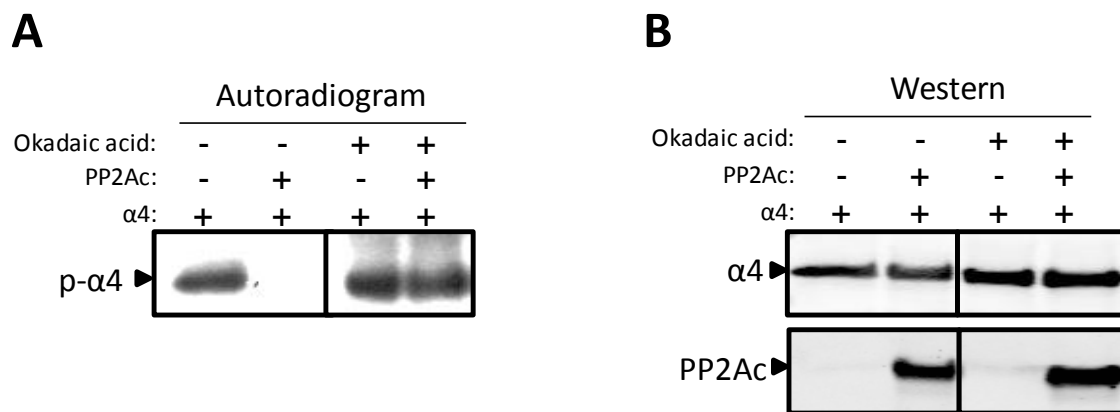 A
Autoradiogram
Okadaic acid: - - + +
PP2Ac: - + - +
α4: + + + +
p-α4
B
Western
Okadaic acid: - - + +
PP2Ac: - + - +
α4: + + + +
α4
PP2Ac